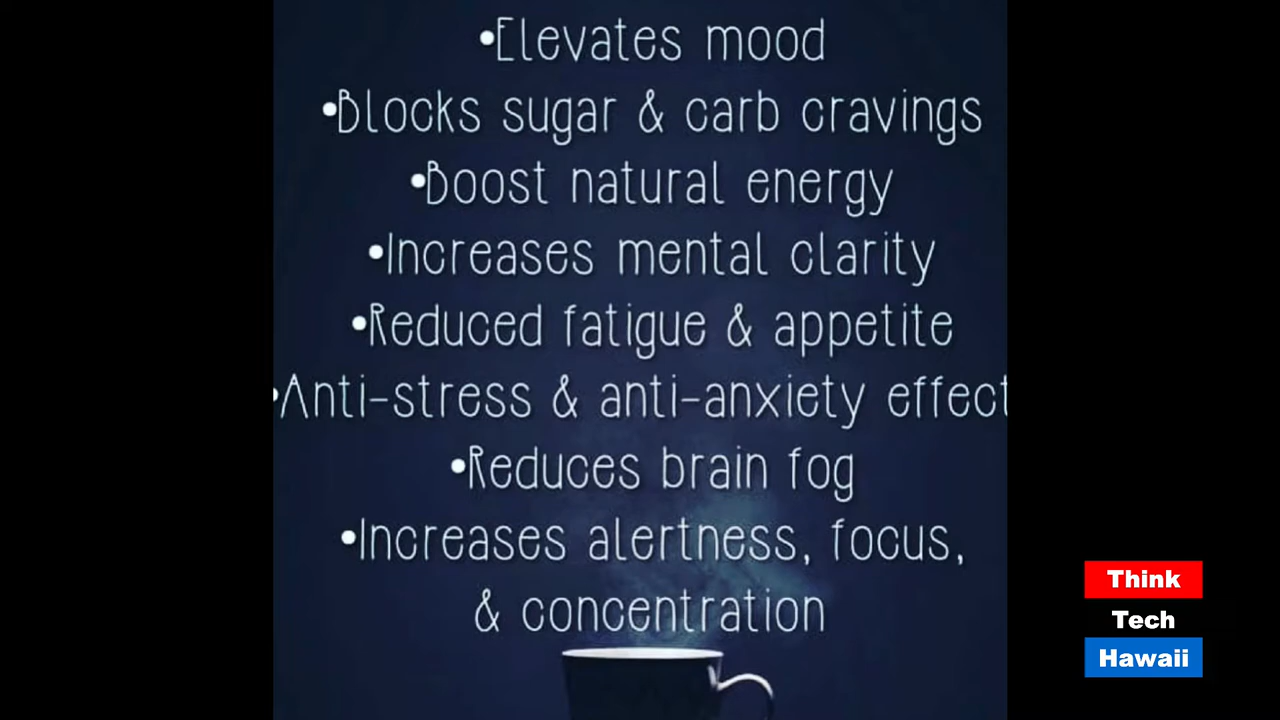 •Elevates mood
•Blocks sugar & carb cravings
•Boost natural energy
•Increases mental clarity
•Reduced fatigue & appetite
•Anti-stress & anti-anxiety effect
•Reduces brain fog
•Increases alertness, focus,
& concentration
Think
Tech
Hawaii